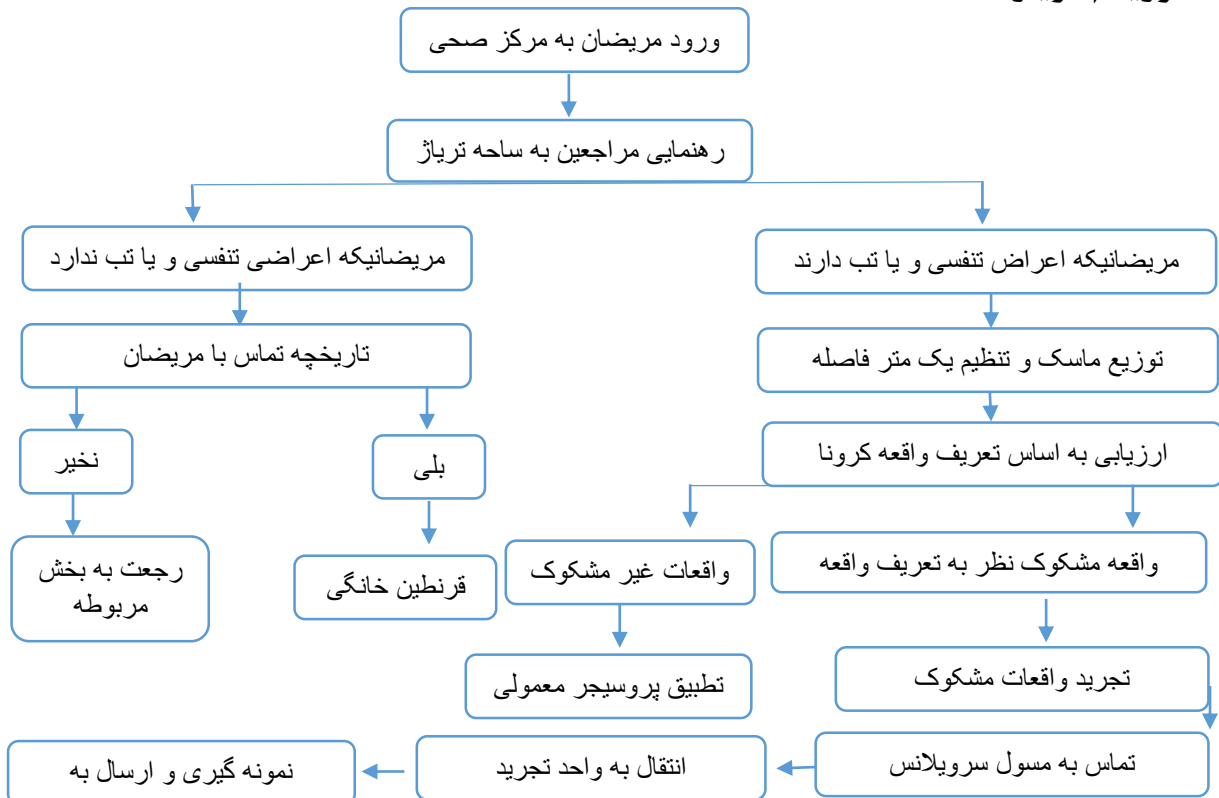 ورود مریضان به مرکز صحی
رهنمایی مراجعین به ساحه تریاژ
مریضانیکه اعراض تنفسی و یا تب دارند
مریضانیکه اعراضی تنفسی و یا تب ندارد
توزیع ماسک و تنظیم یک متر فاصله
تاریخچه تماس با مریضان
ارزیابی به اساس تعریف واقعه کرونا
بلی
نخیر
واقعه مشکوک نظر به تعریف واقعه
واقعات غیر مشکوک
قرنطین خانگی
رجعت به بخش
مربوطه
تجرید واقعات مشکوک
تطبیق پروسیجر معمولی
تماس به مسول سرویلانس
انتقال به واحد تجرید
نمونه گیری و ارسال به